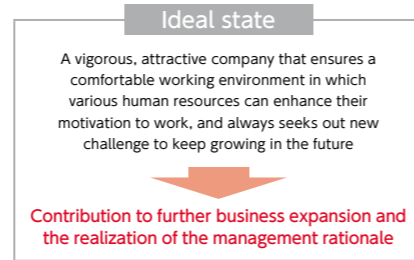 Ideal state
A vigorous, attractive company that ensures a
comfortable working environment in which
various human resources can enhance their
motivation to work, and always seeks out new
challenge to keep growing in the future
Contribution to further business expansion and
the realization of the management rationale